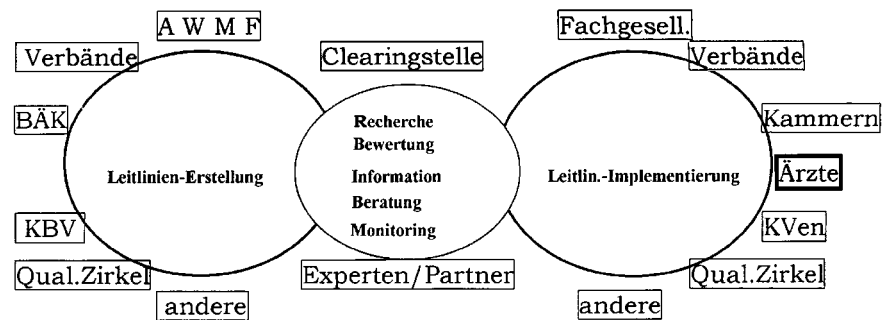 A W M F
Verbände
BÄK
Leitlinien-Erstellung
KBV
Qual.Zirkel
andere
Clearingstelle
Recherche
Bewertung
Information
Beratung
Monitoring
Experten/Partner
Fachgesell.
Verbände
Kammern
Leitlin.-Implementierung
Ärzte
KVen
Qual.Zirkel
andere